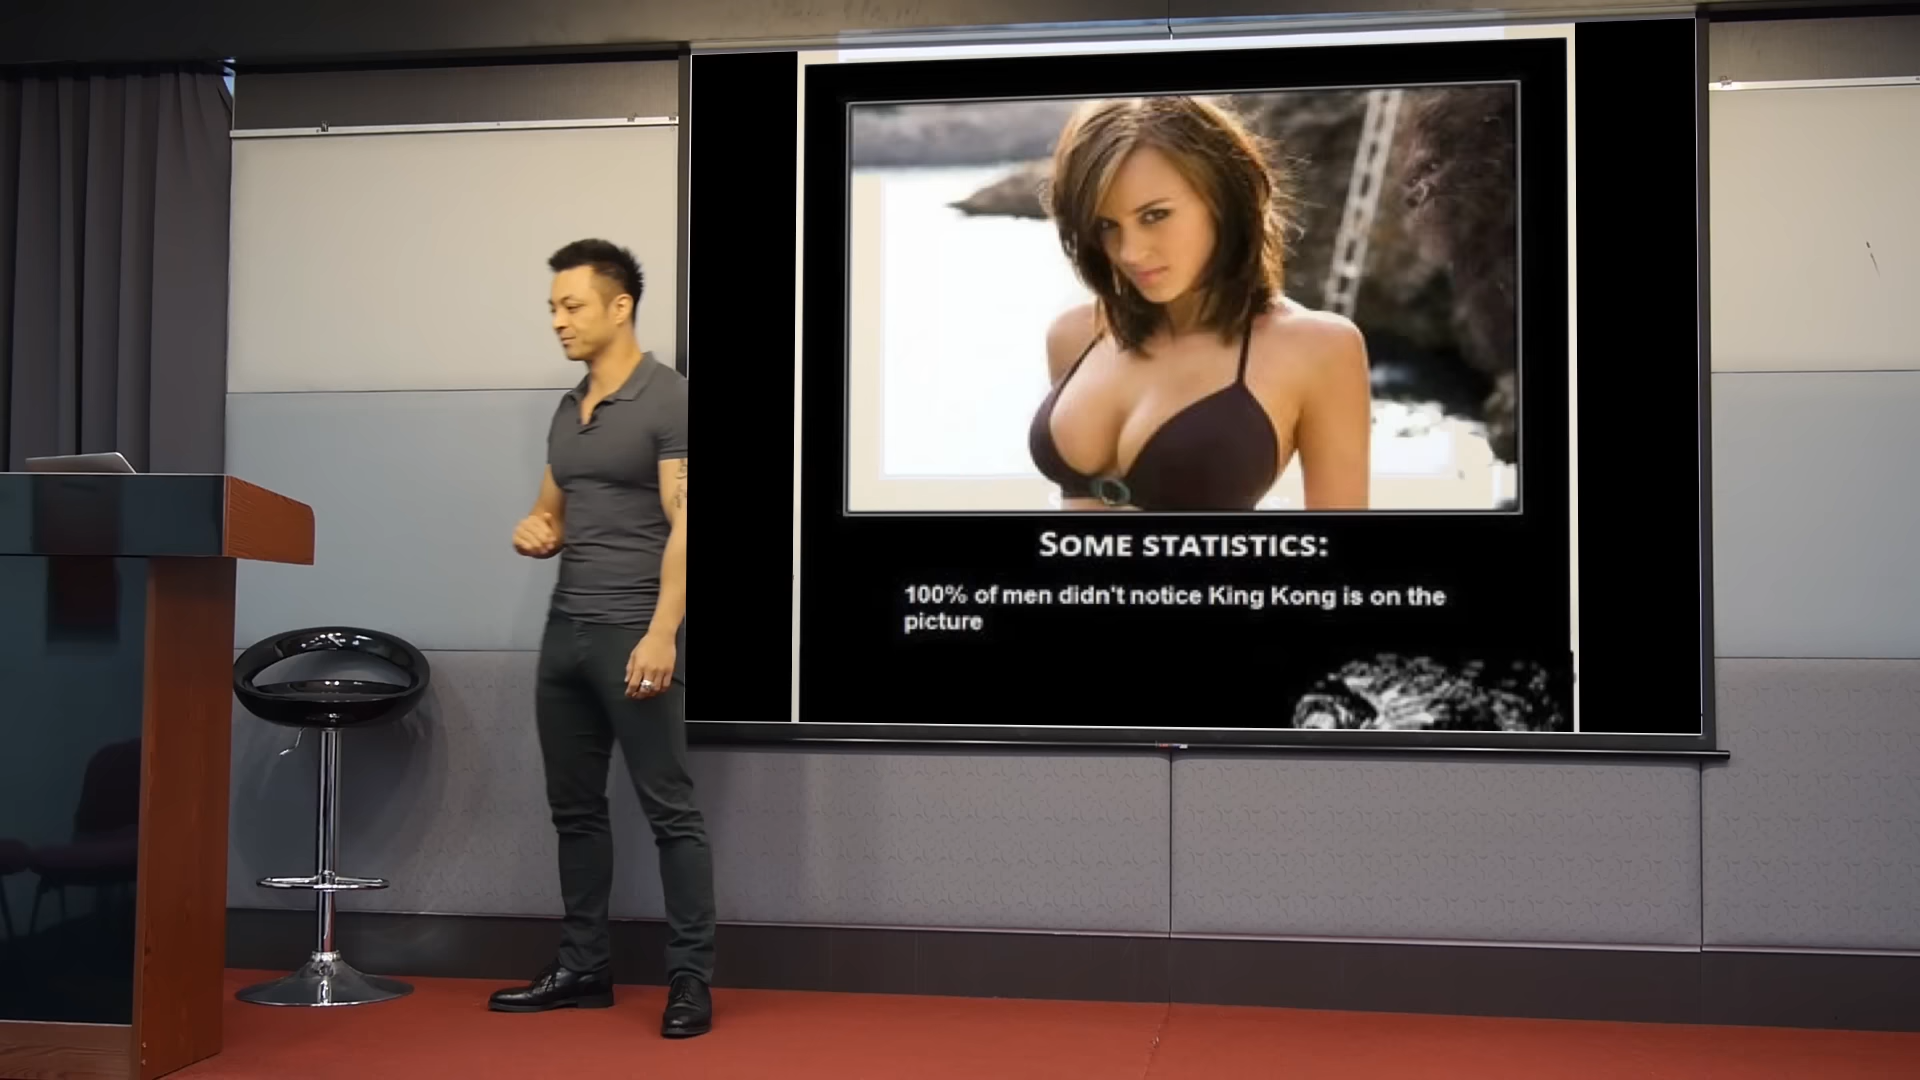 SOME STATISTICS:
100% of men didn't notice King Kong is on the
picture